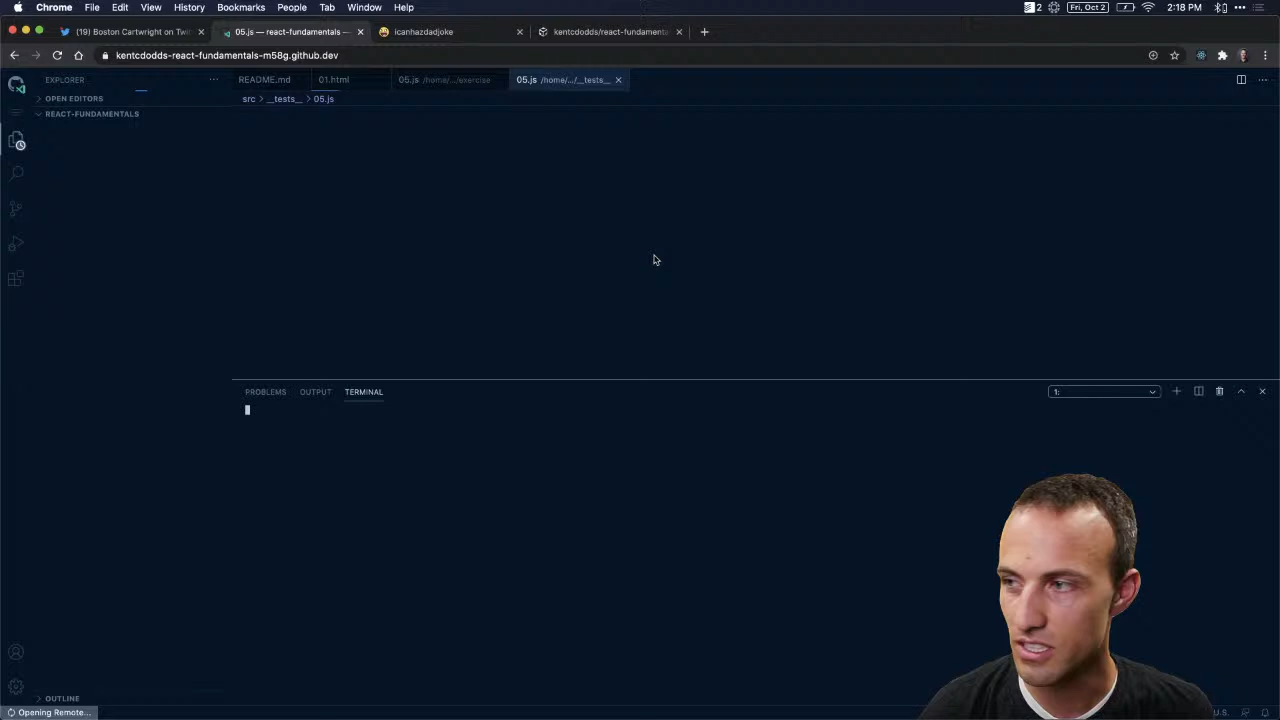 Chrome File Edit View History Bookmarks People Tab Window Help 2 Fri, Oct 2 2:18 PM
(19) Boston Cartwright on Twi 05.js — react-fundamentals — icanhazdadjoke kentcdodds/react-fundamenta
kentcdodds-react-fundamentals-m58g.github.dev
EXPLORER README.md 01.html 05.js /home/.../exercise 05.js /home/.../__tests__
OPEN EDITORS src > __tests__ > 05.js
REACT-FUNDAMENTALS
PROBLEMS OUTPUT TERMINAL 1:
OUTLINE
Opening Remote... U.S.